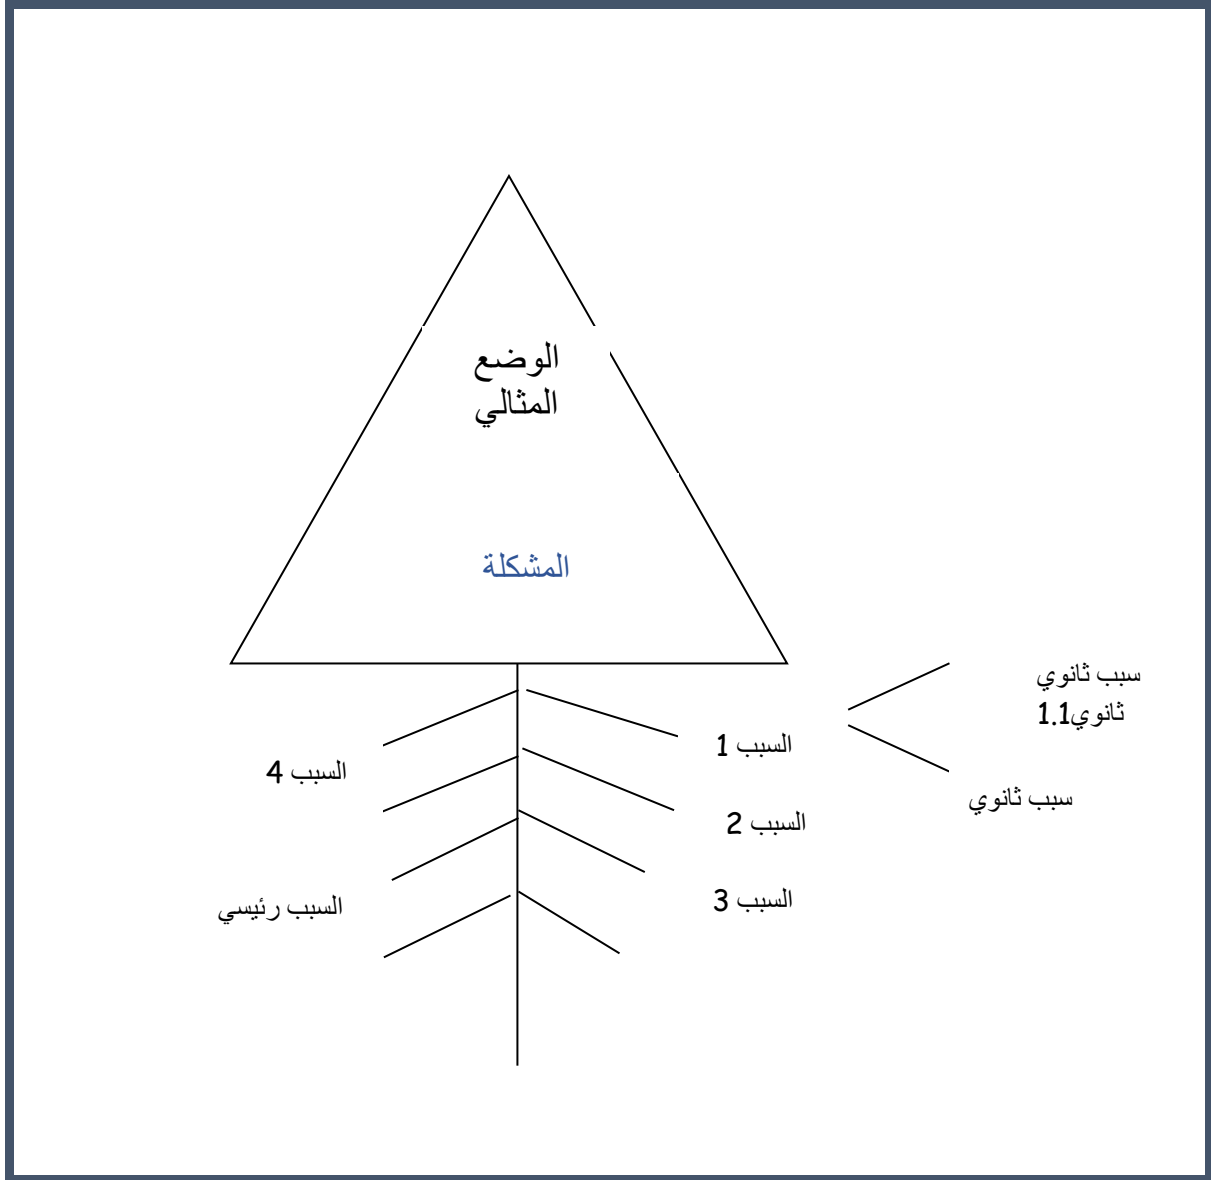 الوضع
المثالي
المشكلة
سبب ثانوي
ثانوي1.1
السبب 1
السبب 4
سبب ثانوي
السبب 2
السبب 3
السبب رئيسي